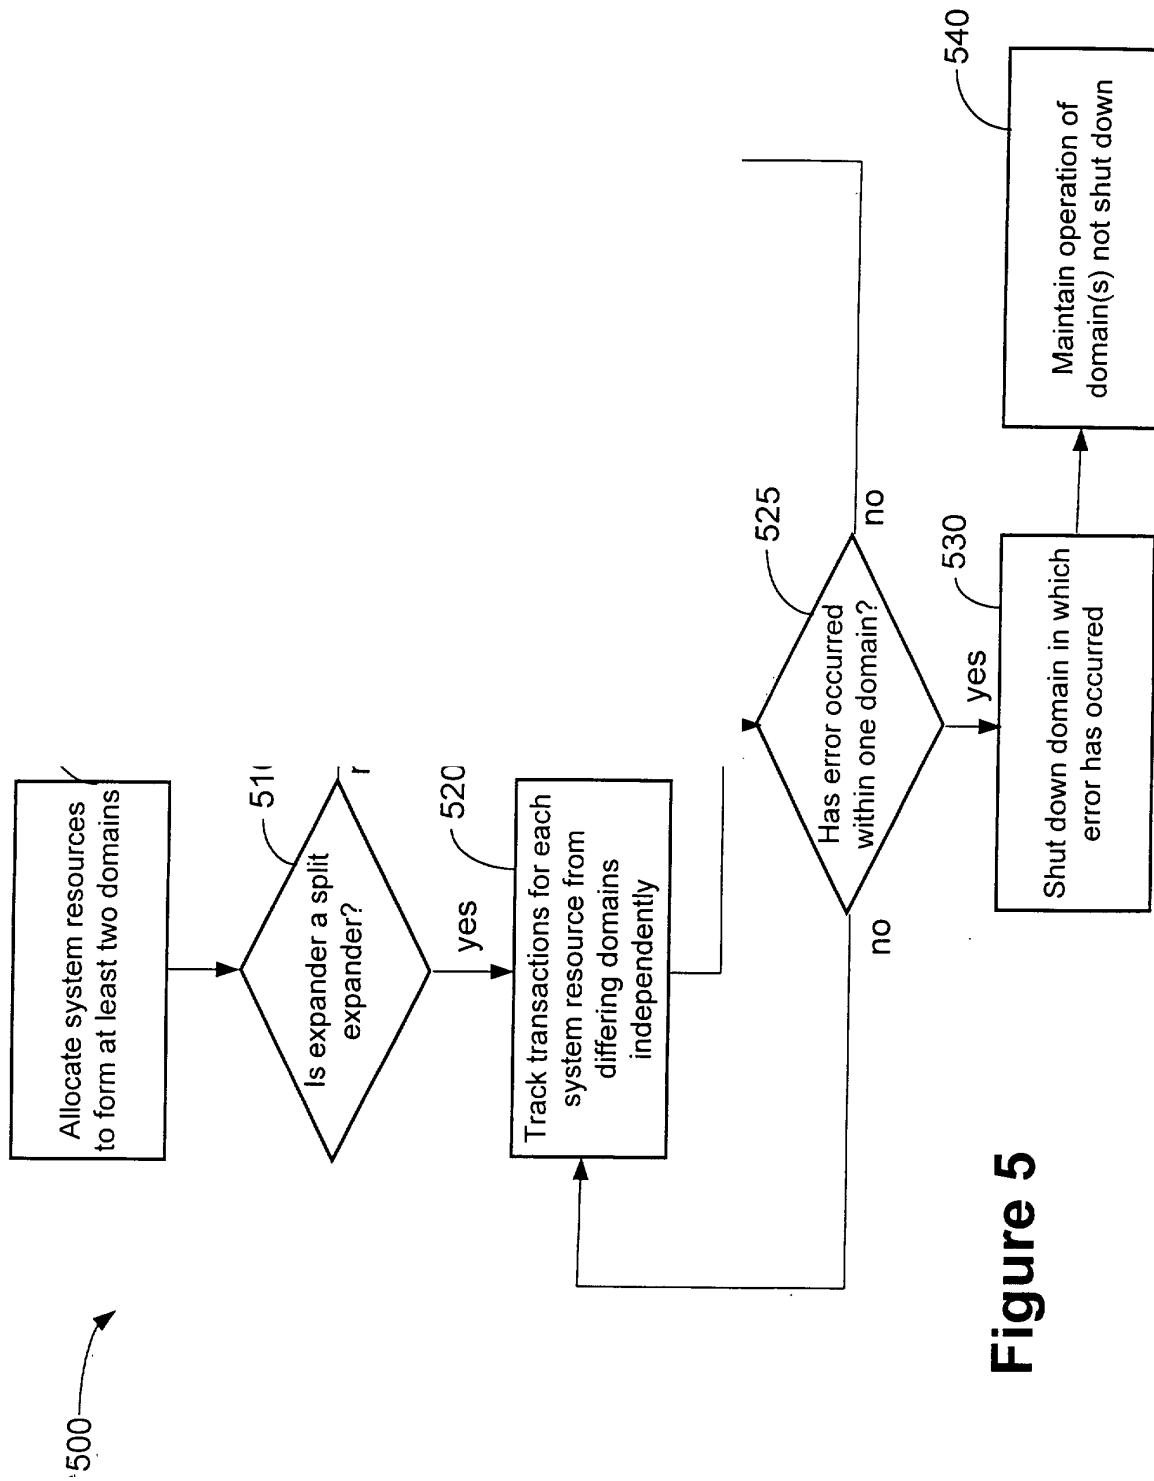 500
Allocate system resources
to form at least two domains
510
Is expander a split
expander?
yes
520
Track transactions for each
system resource from
differing domains
independently
525
Has error occurred
within one domain?
no
no
yes
530
Shut down domain in which
error has occurred
540
Maintain operation of
domain(s) not shut down
Figure 5